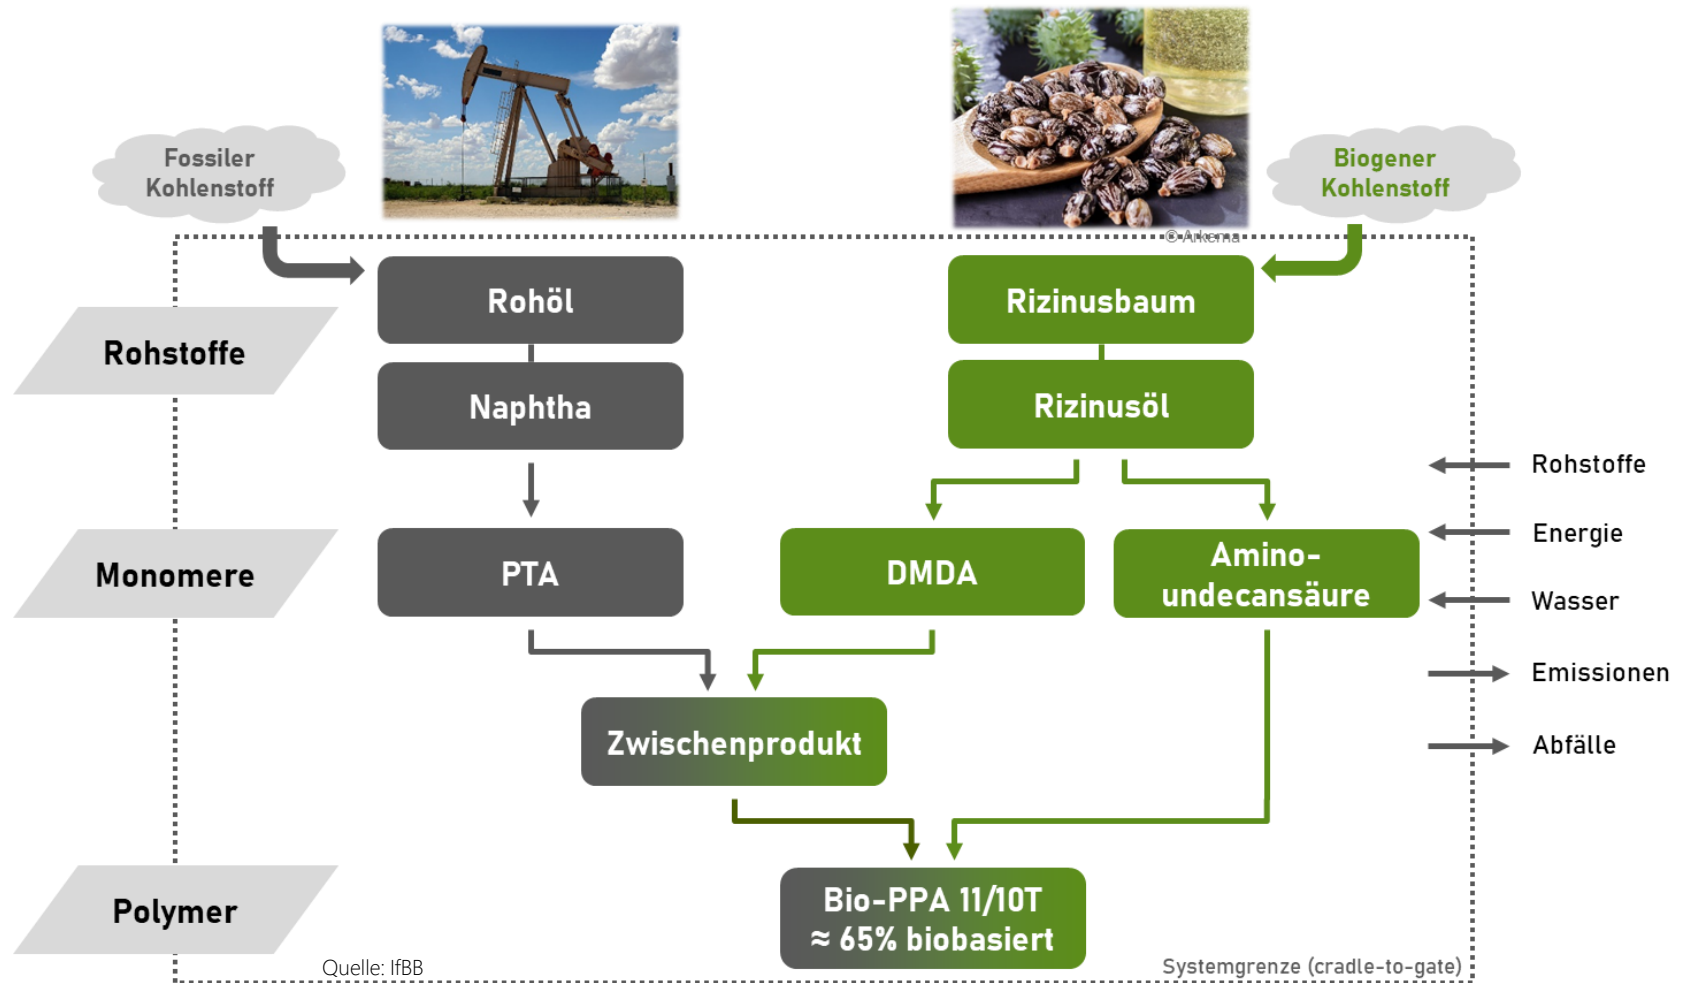 Fossiler
Kohlenstoff
Biogener
Kohlenstoff
© Arkema
Rohöl
Rizinusbaum
Rohstoffe
Naphtha
Rizinusöl
Rohstoffe
Energie
Wasser
Emissionen
Abfälle
Monomere
PTA
DMDA
Amino-
undecansäure
Zwischenprodukt
Polymer
Bio-PPA 11/10T
≈ 65% biobasiert
Quelle: IfBB
Systemgrenze (cradle-to-gate)